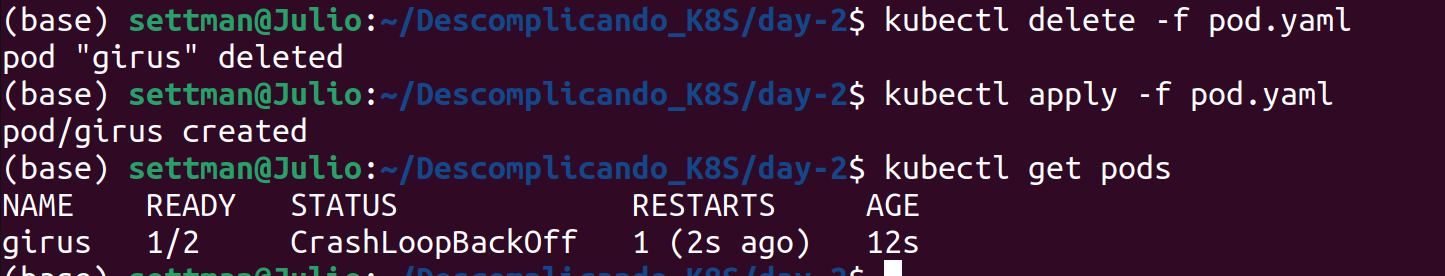 (base) settman@Julio:~/Descomplicando_K8S/day-2$ kubectl delete -f pod.yaml
pod "girus" deleted
(base) settman@Julio:~/Descomplicando_K8S/day-2$ kubectl apply -f pod.yaml
pod/girus created
(base) settman@Julio:~/Descomplicando_K8S/day-2$ kubectl get pods
NAME    READY   STATUS             RESTARTS     AGE
girus   1/2     CrashLoopBackOff   1 (2s ago)   12s
(base) settman@Julio:~/Descomplicando_K8S/day-2$